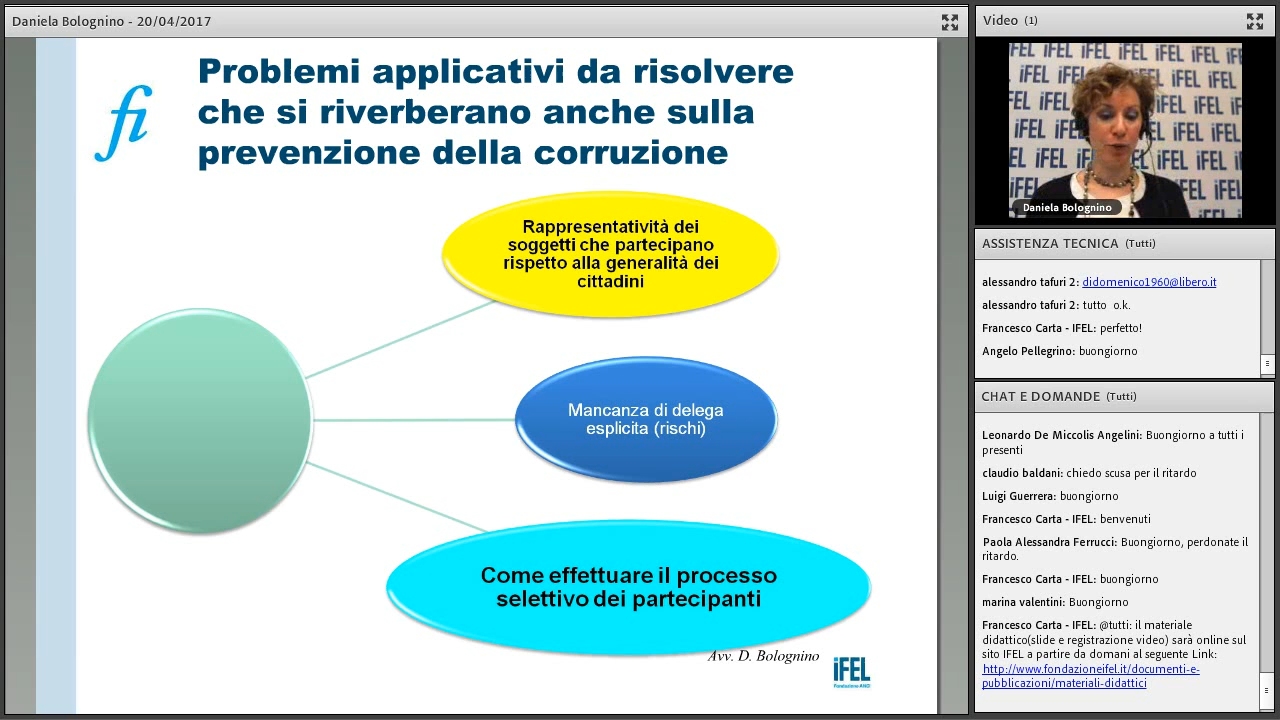 Daniela Bolognino - 20/04/2017
fi
Problemi applicativi da risolvere
che si riverberano anche sulla
prevenzione della corruzione
Rappresentatività dei
soggetti che partecipano
rispetto alla generalità dei
cittadini
Mancanza di delega
esplicita (rischi)
Come effettuare il processo
selettivo dei partecipanti
Avv. D. Bolognino
iFEL
Fondazione ANCI
Video (1)
iFEL iFEL iFEL
Daniela Bolognino
ASSISTENZA TECNICA (Tutti)
alessandro tafuri 2: didomenico1960@libero.it
alessandro tafuri 2: tutto o.k.
Francesco Carta - IFEL: perfetto!
Angelo Pellegrino: buongiorno
CHAT E DOMANDE (Tutti)
Leonardo De Miccolis Angelini: Buongiorno a tutti i
presenti
claudio baldani: chiedo scusa per il ritardo
Luigi Guerrera: buongiorno
Francesco Carta - IFEL: benvenuti
Paola Alessandra Ferrucci: Buongiorno, perdonate il
ritardo.
Francesco Carta - IFEL: buongiorno
marina valentini: Buongiorno
Francesco Carta - IFEL: @tutti: il materiale
didattico(slide e registrazione video) sarà online sul
sito IFEL a partire da domani al seguente Link:
http://www.fondazioneifel.it/documenti-e-
pubblicazioni/materiali-didattici